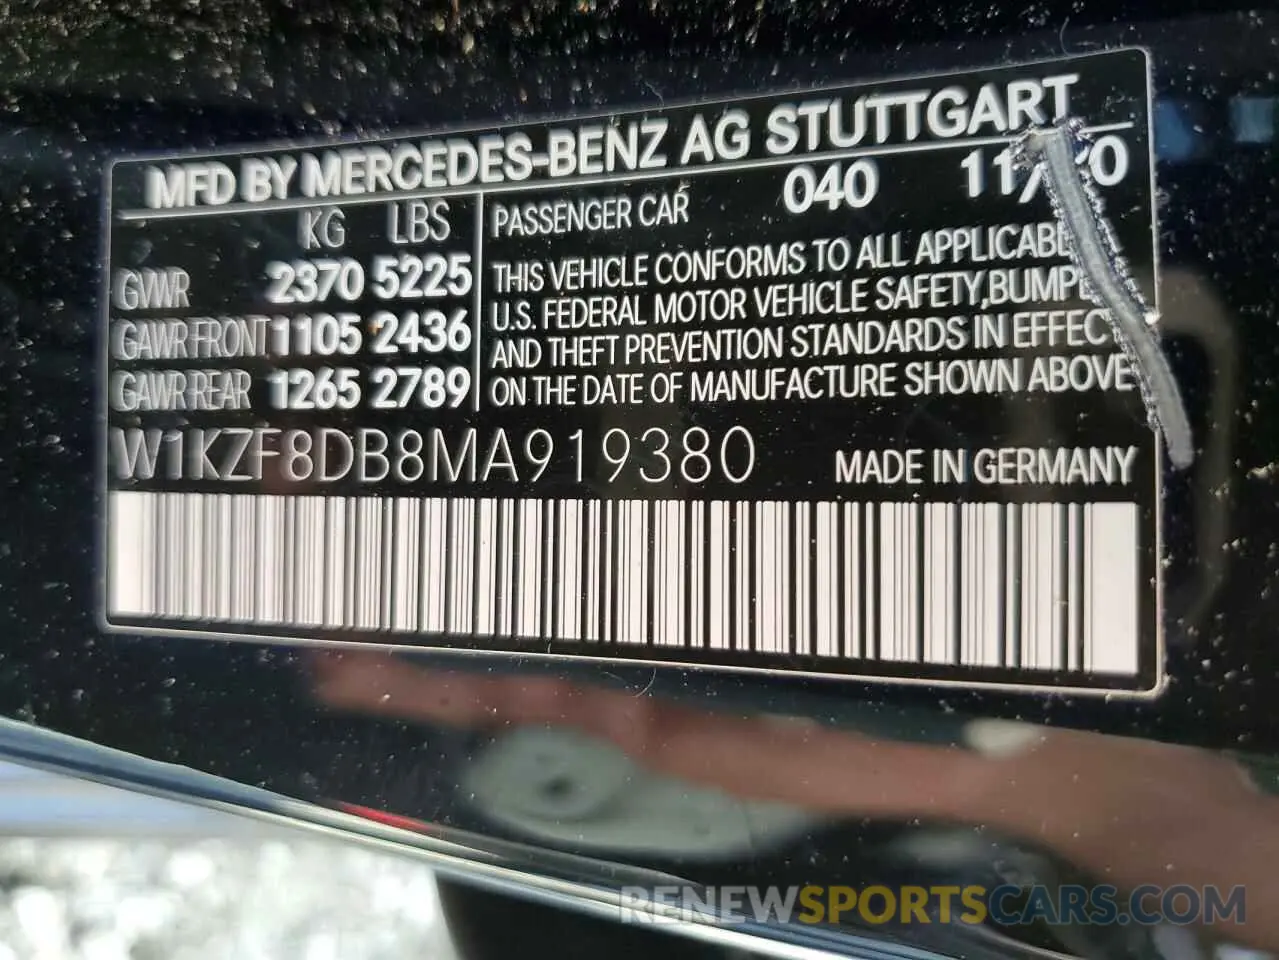 MFD BY MERCEDES-BENZ AG STUTTGART
KG LBS
GVWR 2370 5225
GAWR FRONT 1105 2436
GAWR REAR 1265 2789
PASSENGER CAR 040
THIS VEHICLE CONFORMS TO ALL APPLICABL
U.S. FEDERAL MOTOR VEHICLE SAFETY, BUMPE
AND THEFT PREVENTION STANDARDS IN EFFECT
ON THE DATE OF MANUFACTURE SHOWN ABOVE
W1KZF8DB8MA919380 MADE IN GERMANY
RENEWSPORTSCARS.COM